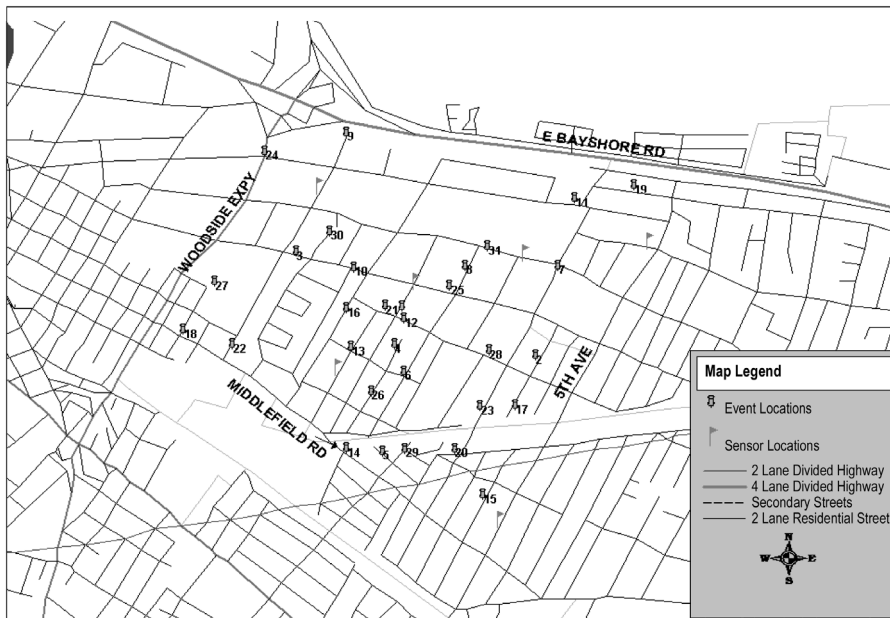 E BAYSHORE RD
9
24
19
11
WOODSIDE EXPY
30
31
3
10
8
7
27
25
21
16
12
18
22
13
4
28
2
5TH AVE
6
26
MIDDLEFIELD RD
23
17
14
5
29
20
15
Map Legend
Event Locations
Sensor Locations
2 Lane Divided Highway
4 Lane Divided Highway
Secondary Streets
2 Lane Residential Street
N
W E
S